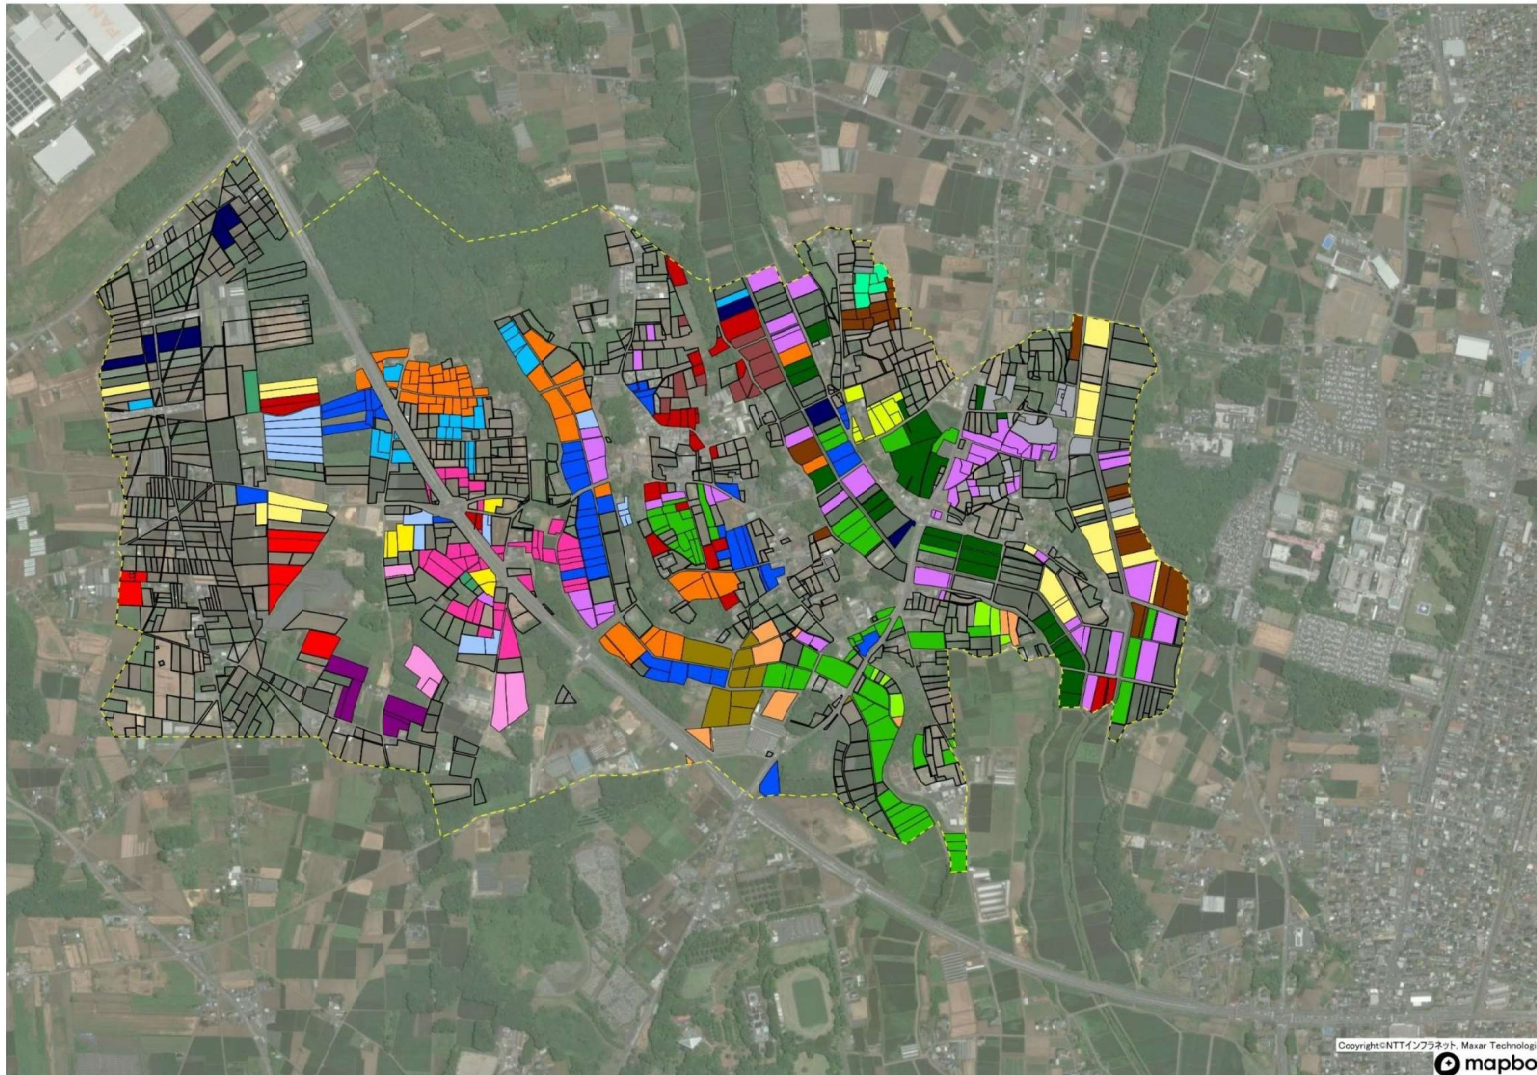 Copyright©NTTインフラネット, Maxar Technologi
mapbo